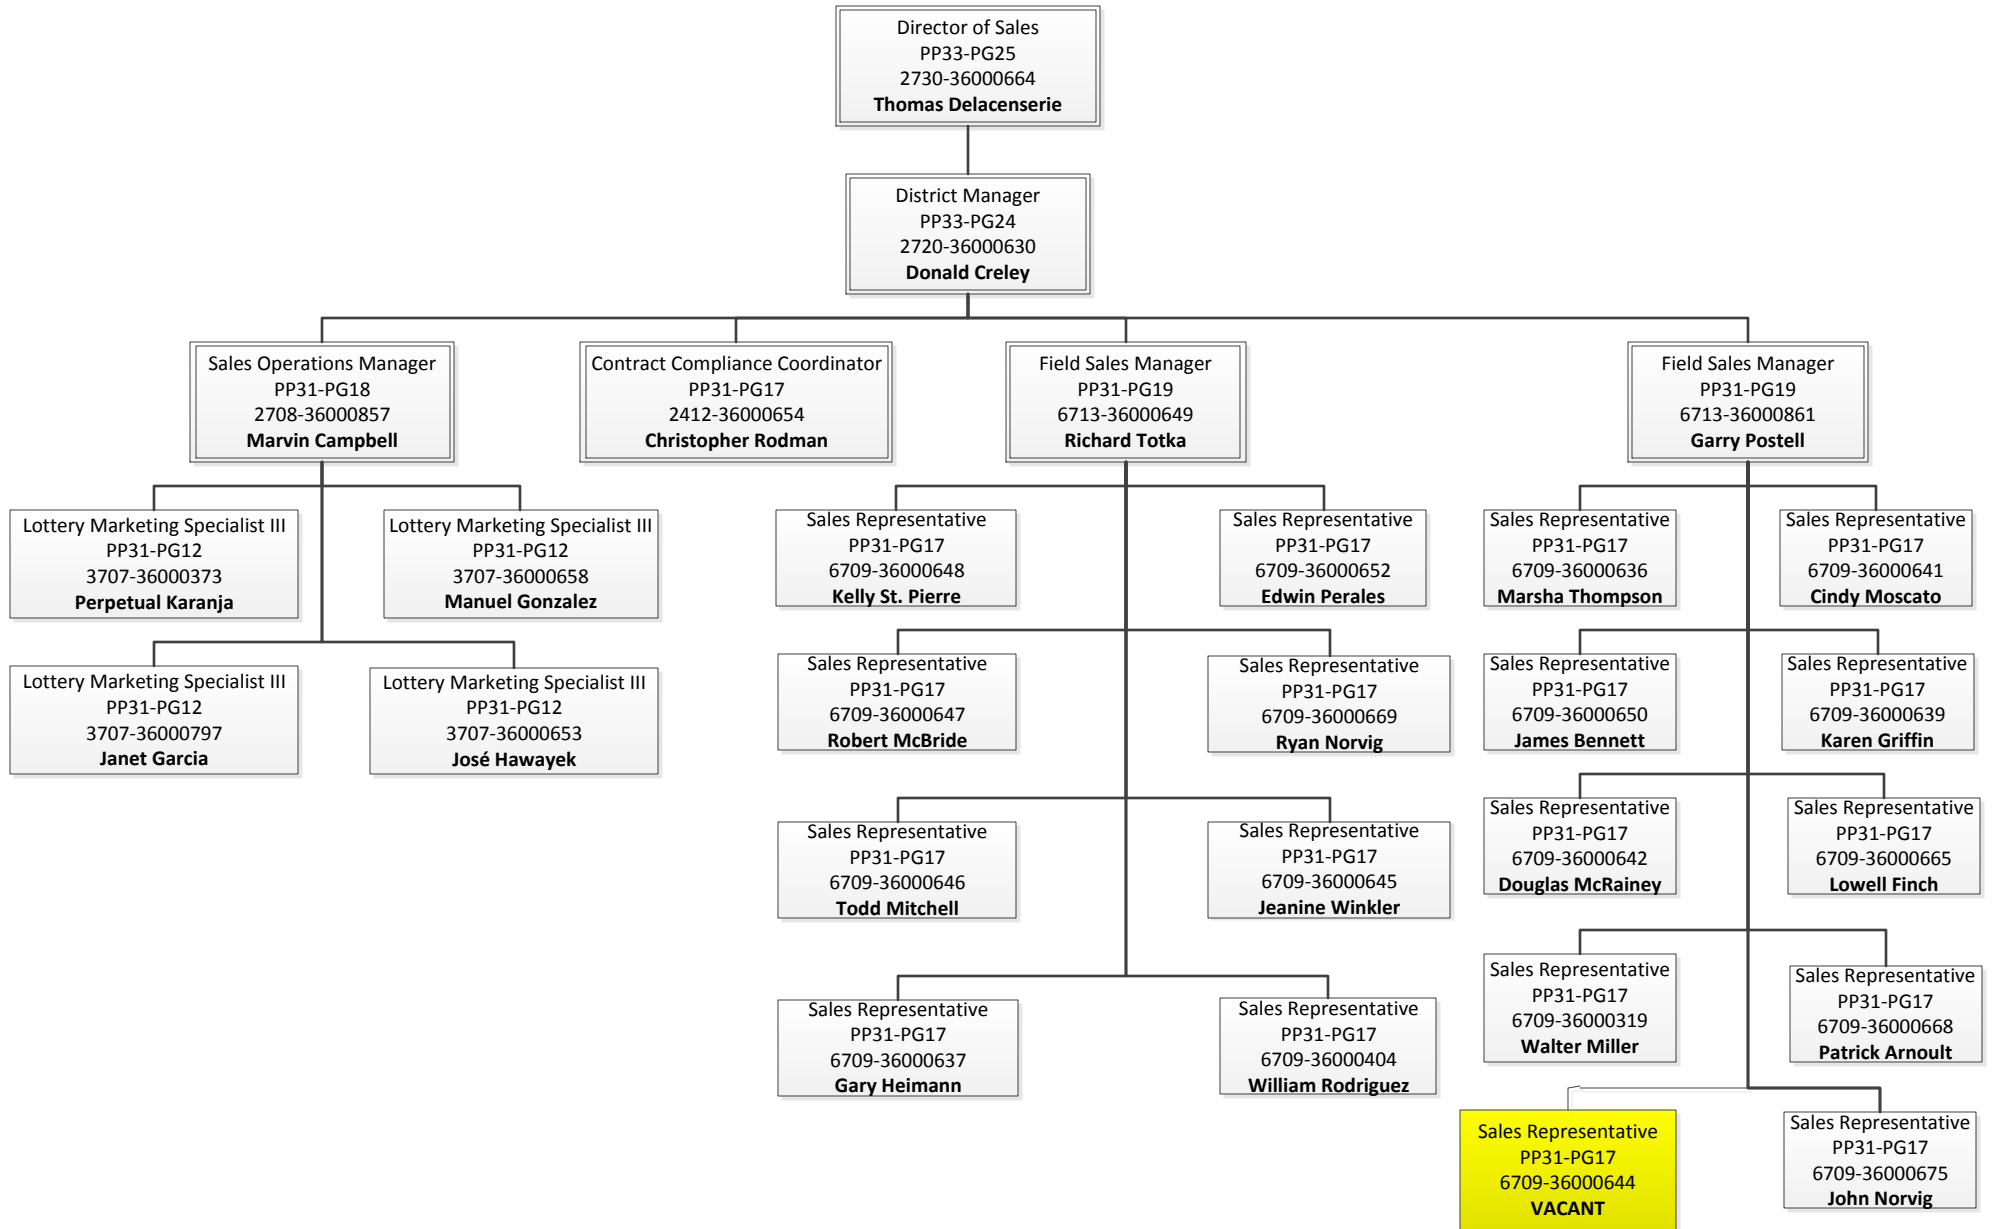 Director of Sales
PP33-PG25
2730-36000664
Thomas Delacenserie
District Manager
PP33-PG24
2720-36000630
Donald Creley
Sales Operations Manager
PP31-PG18
2708-36000857
Marvin Campbell
Contract Compliance Coordinator
PP31-PG17
2412-36000654
Christopher Rodman
Field Sales Manager
PP31-PG19
6713-36000649
Richard Totka
Field Sales Manager
PP31-PG19
6713-36000861
Garry Postell
Lottery Marketing Specialist III
PP31-PG12
3707-36000373
Perpetual Karanja
Lottery Marketing Specialist III
PP31-PG12
3707-36000658
Manuel Gonzalez
Lottery Marketing Specialist III
PP31-PG12
3707-36000797
Janet Garcia
Lottery Marketing Specialist III
PP31-PG12
3707-36000653
José Hawayek
Sales Representative
PP31-PG17
6709-36000648
Kelly St. Pierre
Sales Representative
PP31-PG17
6709-36000652
Edwin Perales
Sales Representative
PP31-PG17
6709-36000647
Robert McBride
Sales Representative
PP31-PG17
6709-36000669
Ryan Norvig
Sales Representative
PP31-PG17
6709-36000646
Todd Mitchell
Sales Representative
PP31-PG17
6709-36000645
Jeanine Winkler
Sales Representative
PP31-PG17
6709-36000637
Gary Heimann
Sales Representative
PP31-PG17
6709-36000404
William Rodriguez
Sales Representative
PP31-PG17
6709-36000636
Marsha Thompson
Sales Representative
PP31-PG17
6709-36000641
Cindy Moscato
Sales Representative
PP31-PG17
6709-36000650
James Bennett
Sales Representative
PP31-PG17
6709-36000639
Karen Griffin
Sales Representative
PP31-PG17
6709-36000642
Douglas McRainey
Sales Representative
PP31-PG17
6709-36000665
Lowell Finch
Sales Representative
PP31-PG17
6709-36000319
Walter Miller
Sales Representative
PP31-PG17
6709-36000668
Patrick Arnoult
Sales Representative
PP31-PG17
6709-36000644
VACANT
Sales Representative
PP31-PG17
6709-36000675
John Norvig